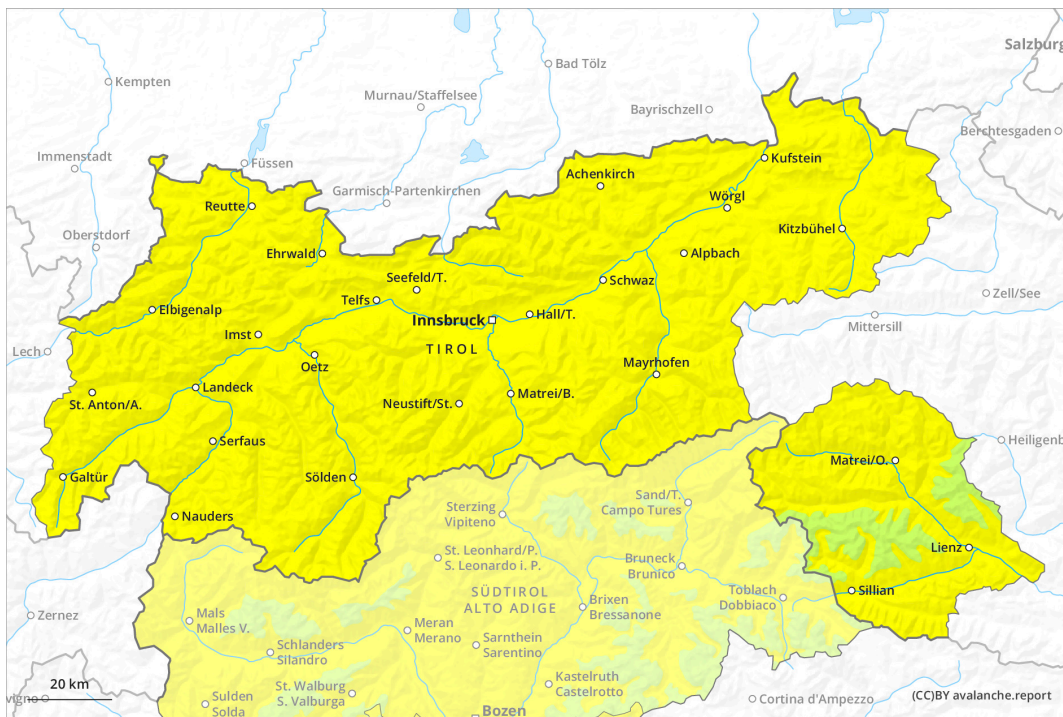 Salzburg
Bad Tölz
Kempten
Murnau/Staffelsee
Bayrischzell
Berchtesgaden
Immenstadt
Füssen
Kufstein
Achenkirch
Garmisch-Partenkirchen
Wörgl
Reutte
Kitzbühel
Oberstdorf
Ehrwald
Alpbach
Seefeld/T.
Schwaz
Zell/See
Telfs
Elbigenalp
Hall/T.
Innsbruck
Mittersill
Imst
TIROL
Lech
Oetz
Mayrhofen
Landeck
St. Anton/A.
Neustift/St.
Matrei/B.
Serfaus
Heiligenb
Matrei/O.
Galtür
Sölden
Sterzing
Vipiteno
Sand/T.
Campo Tures
Nauders
Lienz
St. Leonhard/P.
S. Leonardo i. P.
Bruneck
Brunico
SÜDTIROL
ALTO ADIGE
Toblach
Dobbiaco
Sillian
Brixen
Bressanone
Zernez
Mals
Malles V.
Meran
Merano
Sarnthein
Sarentino
Schlanders
Silandro
20 km
St. Walburg
S. Valburga
Kastelruth
Castelrotto
vigno
Sulden
Solda
Cortina d'Ampezzo
(CC)BY avalanche.report
Bozen